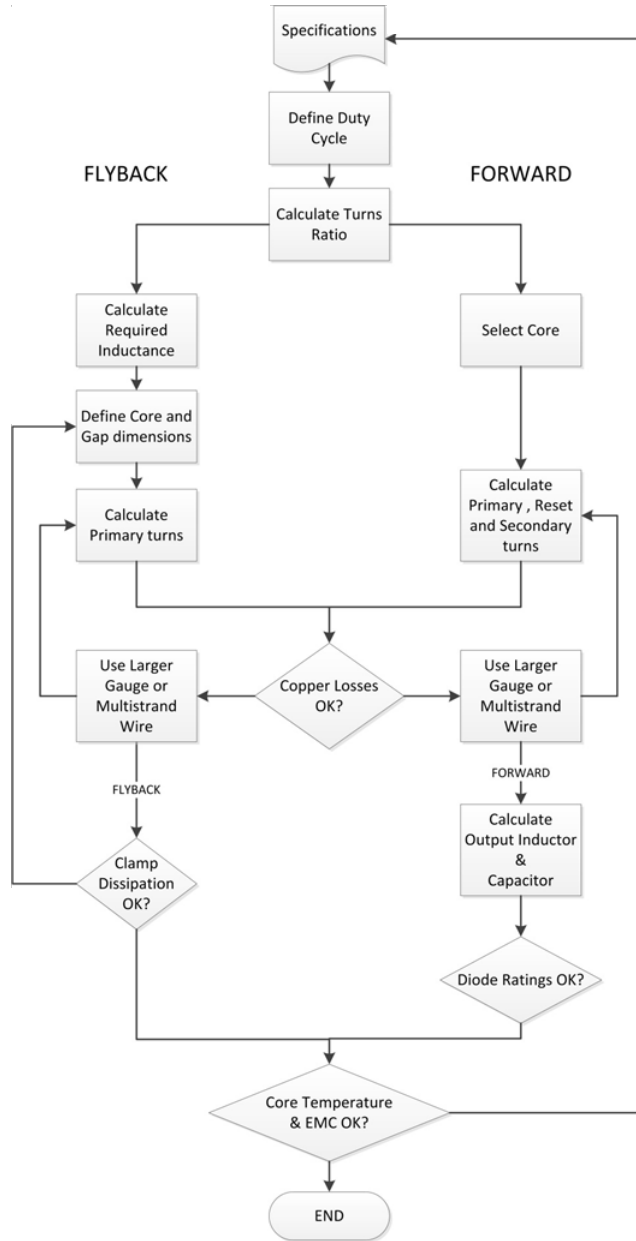 Specifications
Define Duty
Cycle
FLYBACK
FORWARD
Calculate Turns
Ratio
Calculate
Required
Inductance
Select Core
Define Core and
Gap dimensions
Calculate
Primary turns
Calculate
Primary , Reset
and Secondary
turns
Copper Losses
OK?
Use Larger
Gauge or
Multistrand
Wire
Use Larger
Gauge or
Multistrand
Wire
FLYBACK
FORWARD
Clamp
Dissipation
OK?
Calculate
Output Inductor
&
Capacitor
Diode Ratings OK?
Core Temperature
& EMC OK?
END